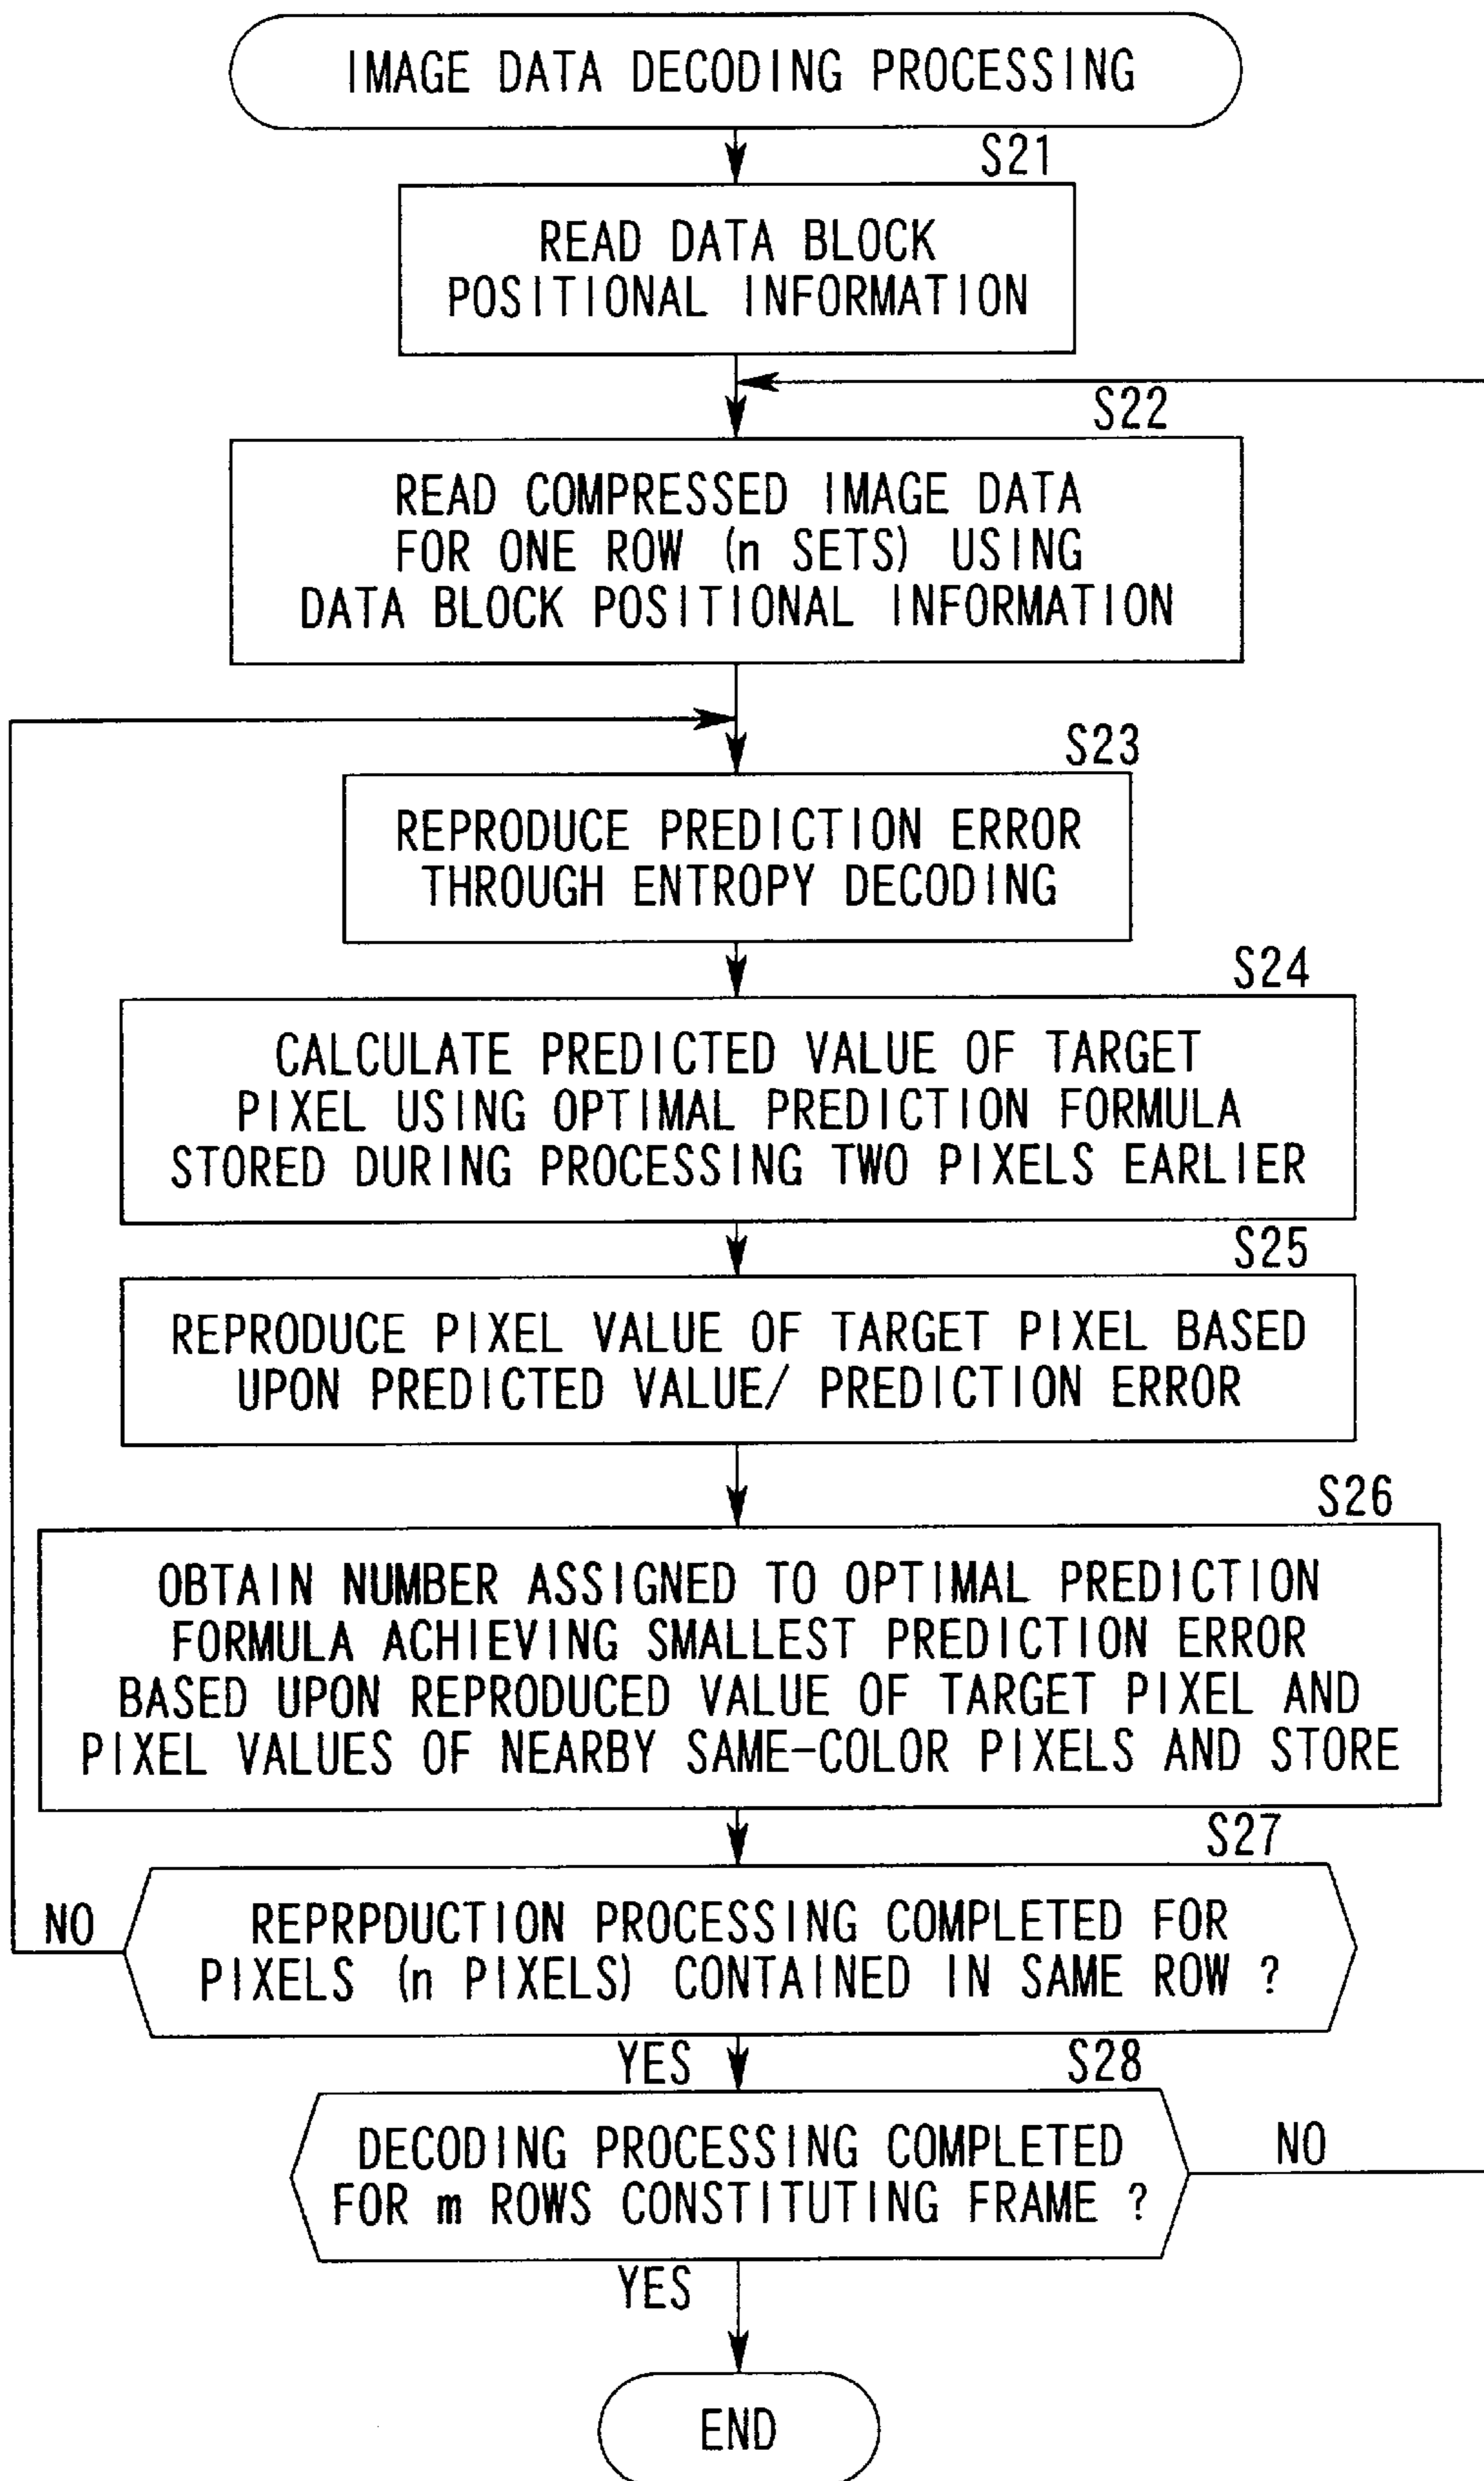 IMAGE DATA DECODING PROCESSING
S21
READ DATA BLOCK
POSITIONAL INFORMATION
S22
READ COMPRESSED IMAGE DATA
FOR ONE ROW (n SETS) USING
DATA BLOCK POSITIONAL INFORMATION
S23
REPRODUCE PREDICTION ERROR
THROUGH ENTROPY DECODING
S24
CALCULATE PREDICTED VALUE OF TARGET
PIXEL USING OPTIMAL PREDICTION FORMULA
STORED DURING PROCESSING TWO PIXELS EARLIER
S25
REPRODUCE PIXEL VALUE OF TARGET PIXEL BASED
UPON PREDICTED VALUE/ PREDICTION ERROR
S26
OBTAIN NUMBER ASSIGNED TO OPTIMAL PREDICTION
FORMULA ACHIEVING SMALLEST PREDICTION ERROR
BASED UPON REPRODUCED VALUE OF TARGET PIXEL AND
PIXEL VALUES OF NEARBY SAME-COLOR PIXELS AND STORE
S27
NO
REPRPDUCTION PROCESSING COMPLETED FOR
PIXELS (n PIXELS) CONTAINED IN SAME ROW ?
YES
S28
DECODING PROCESSING COMPLETED
FOR m ROWS CONSTITUTING FRAME ?
NO
YES
END